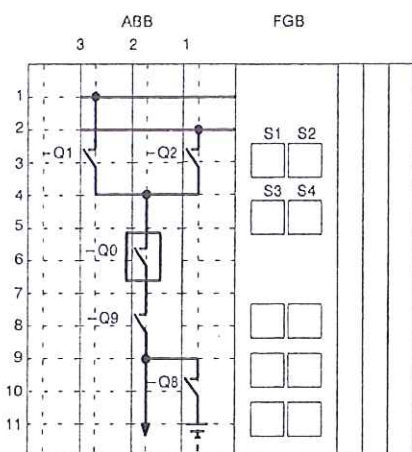 ABB FGB
3 2 1
1
2
S1 S2
3 -Q1 -Q2
4 S3 S4
5
6 -Q0
7
8 -Q9
9
10 -Q8
11